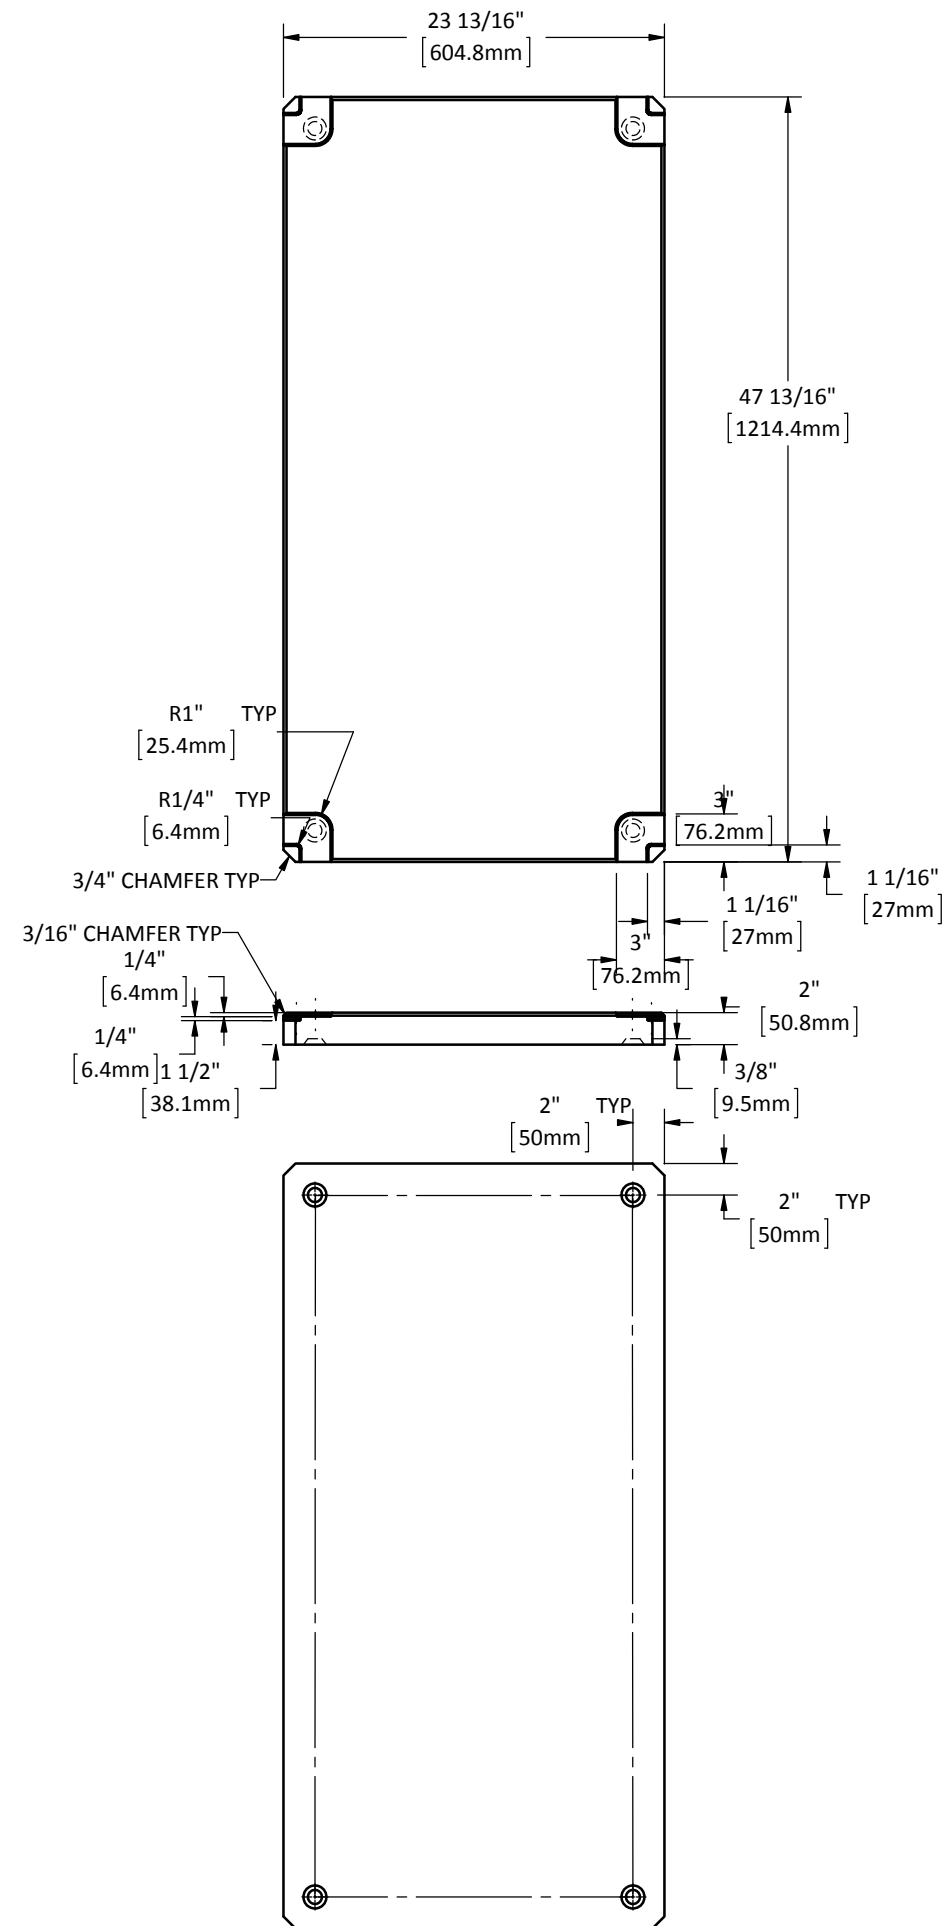 23 13/16"
[604.8mm]
47 13/16"
[1214.4mm]
R1" TYP
[25.4mm]
R1/4" TYP
[6.4mm]
3"
[76.2mm]
3/4" CHAMFER TYP
1 1/16"
[27mm]
1 1/16"
[27mm]
3/16" CHAMFER TYP
3"
[76.2mm]
1/4"
[6.4mm]
2"
[50.8mm]
1/4"
[6.4mm]
1 1/2"
[38.1mm]
3/8"
[9.5mm]
2" TYP
[50mm]
2" TYP
[50mm]